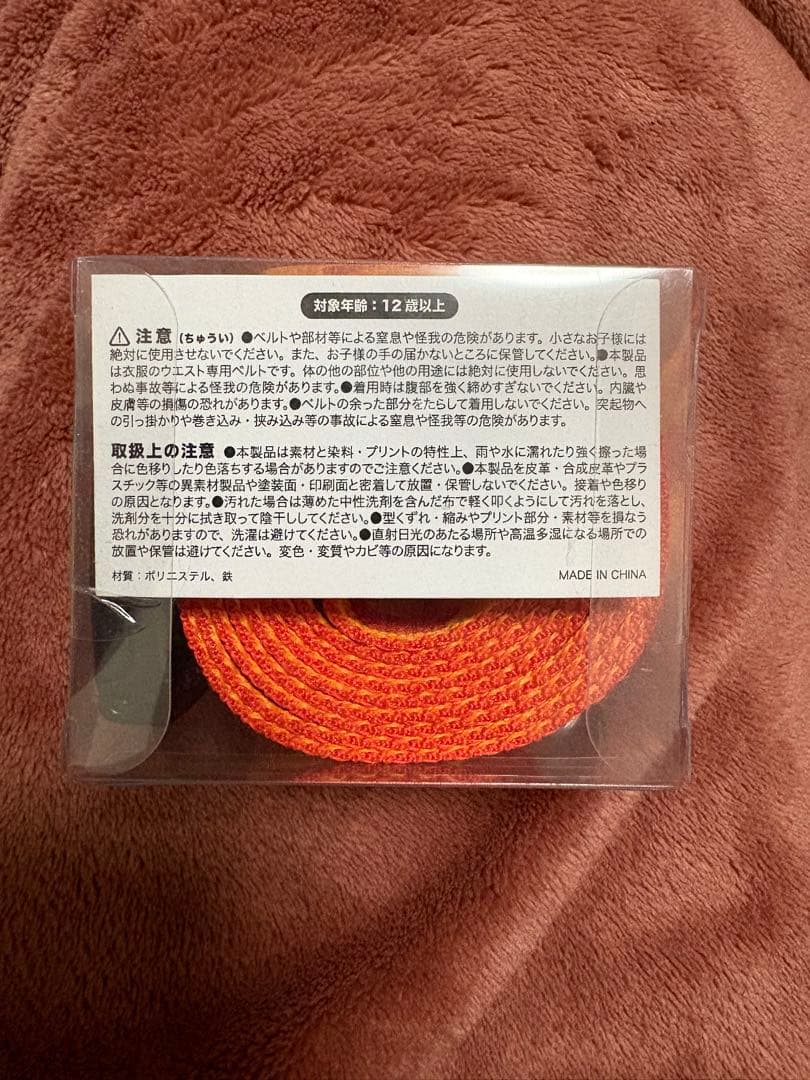 対象年齢：12歳以上
⚠ 注意（ちゅうい）●ベルトや部材等による窒息や怪我の危険があります。小さなお子様には
絶対に使用させないでください。また、お子様の手の届かないところに保管してください。●本製品
は衣服のウエスト専用ベルトです。体の他の部位や他の用途には絶対に使用しないでください。思
わぬ事故等による怪我の危険があります。●着用時は腹部を強く締めすぎないでください。内臓や
皮膚等の損傷の恐れがあります。●ベルトの余った部分をたらして着用しないでください。突起物へ
の引っ掛かりや巻き込み・挟み込み等の事故による窒息や怪我等の危険があります。
取扱上の注意 ●本製品は素材と染料・プリントの特性上、雨や水に濡れたり強く擦った場
合に色移りしたり色落ちする場合がありますのでご注意ください。●本製品を皮革・合成皮革やプラ
スチック等の異素材製品や塗装面・印刷面と密着して放置・保管しないでください。接着や色移り
の原因となります。●汚れた場合は薄めた中性洗剤を含んだ布で軽く叩くようにして汚れを落とし、
洗剤分を十分に拭き取って陰干ししてください。●型くずれ・縮みやプリント部分・素材等を損なう
恐れがありますので、洗濯は避けてください。●直射日光のあたる場所や高温多湿になる場所での
放置や保管は避けてください。変色・変質やカビ等の原因になります。
材質：ポリエステル、鉄
MADE IN CHINA